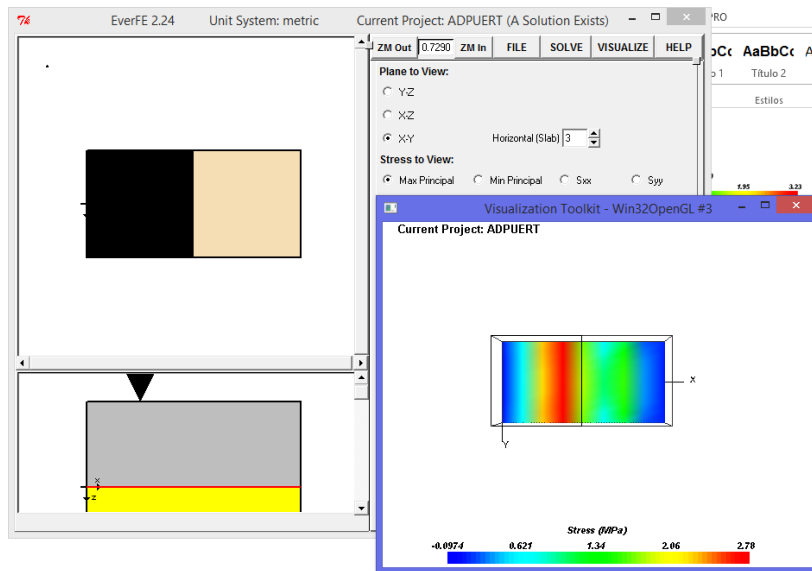 EverFE 2.24 Unit System: metric Current Project: ADPUERT (A Solution Exists)
ZM Out 0.7290 ZM In FILE SOLVE VISUALIZE HELP
Plane to View:
Y-Z
X-Z
X-Y Horizontal (Slab) 3
Stress to View:
Max Principal Min Principal Sxx Syy
x
z
PRO
AaBbCc
Título 2
Estilos
1.95 3.23
Visualization Toolkit - Win32OpenGL #3
Current Project: ADPUERT
X
Y
Stress (MPa)
-0.0974 0.621 1.34 2.06 2.78